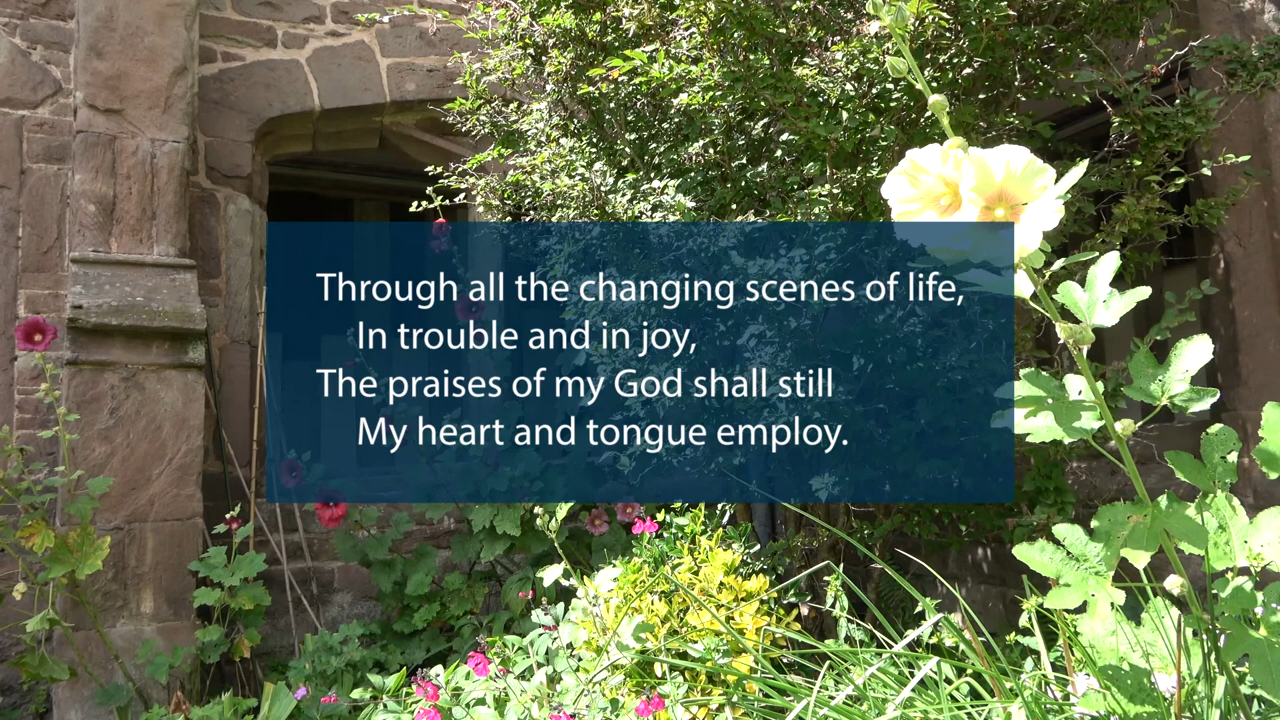 Through all the changing scenes of life,
In trouble and in joy,
The praises of my God shall still
My heart and tongue employ.